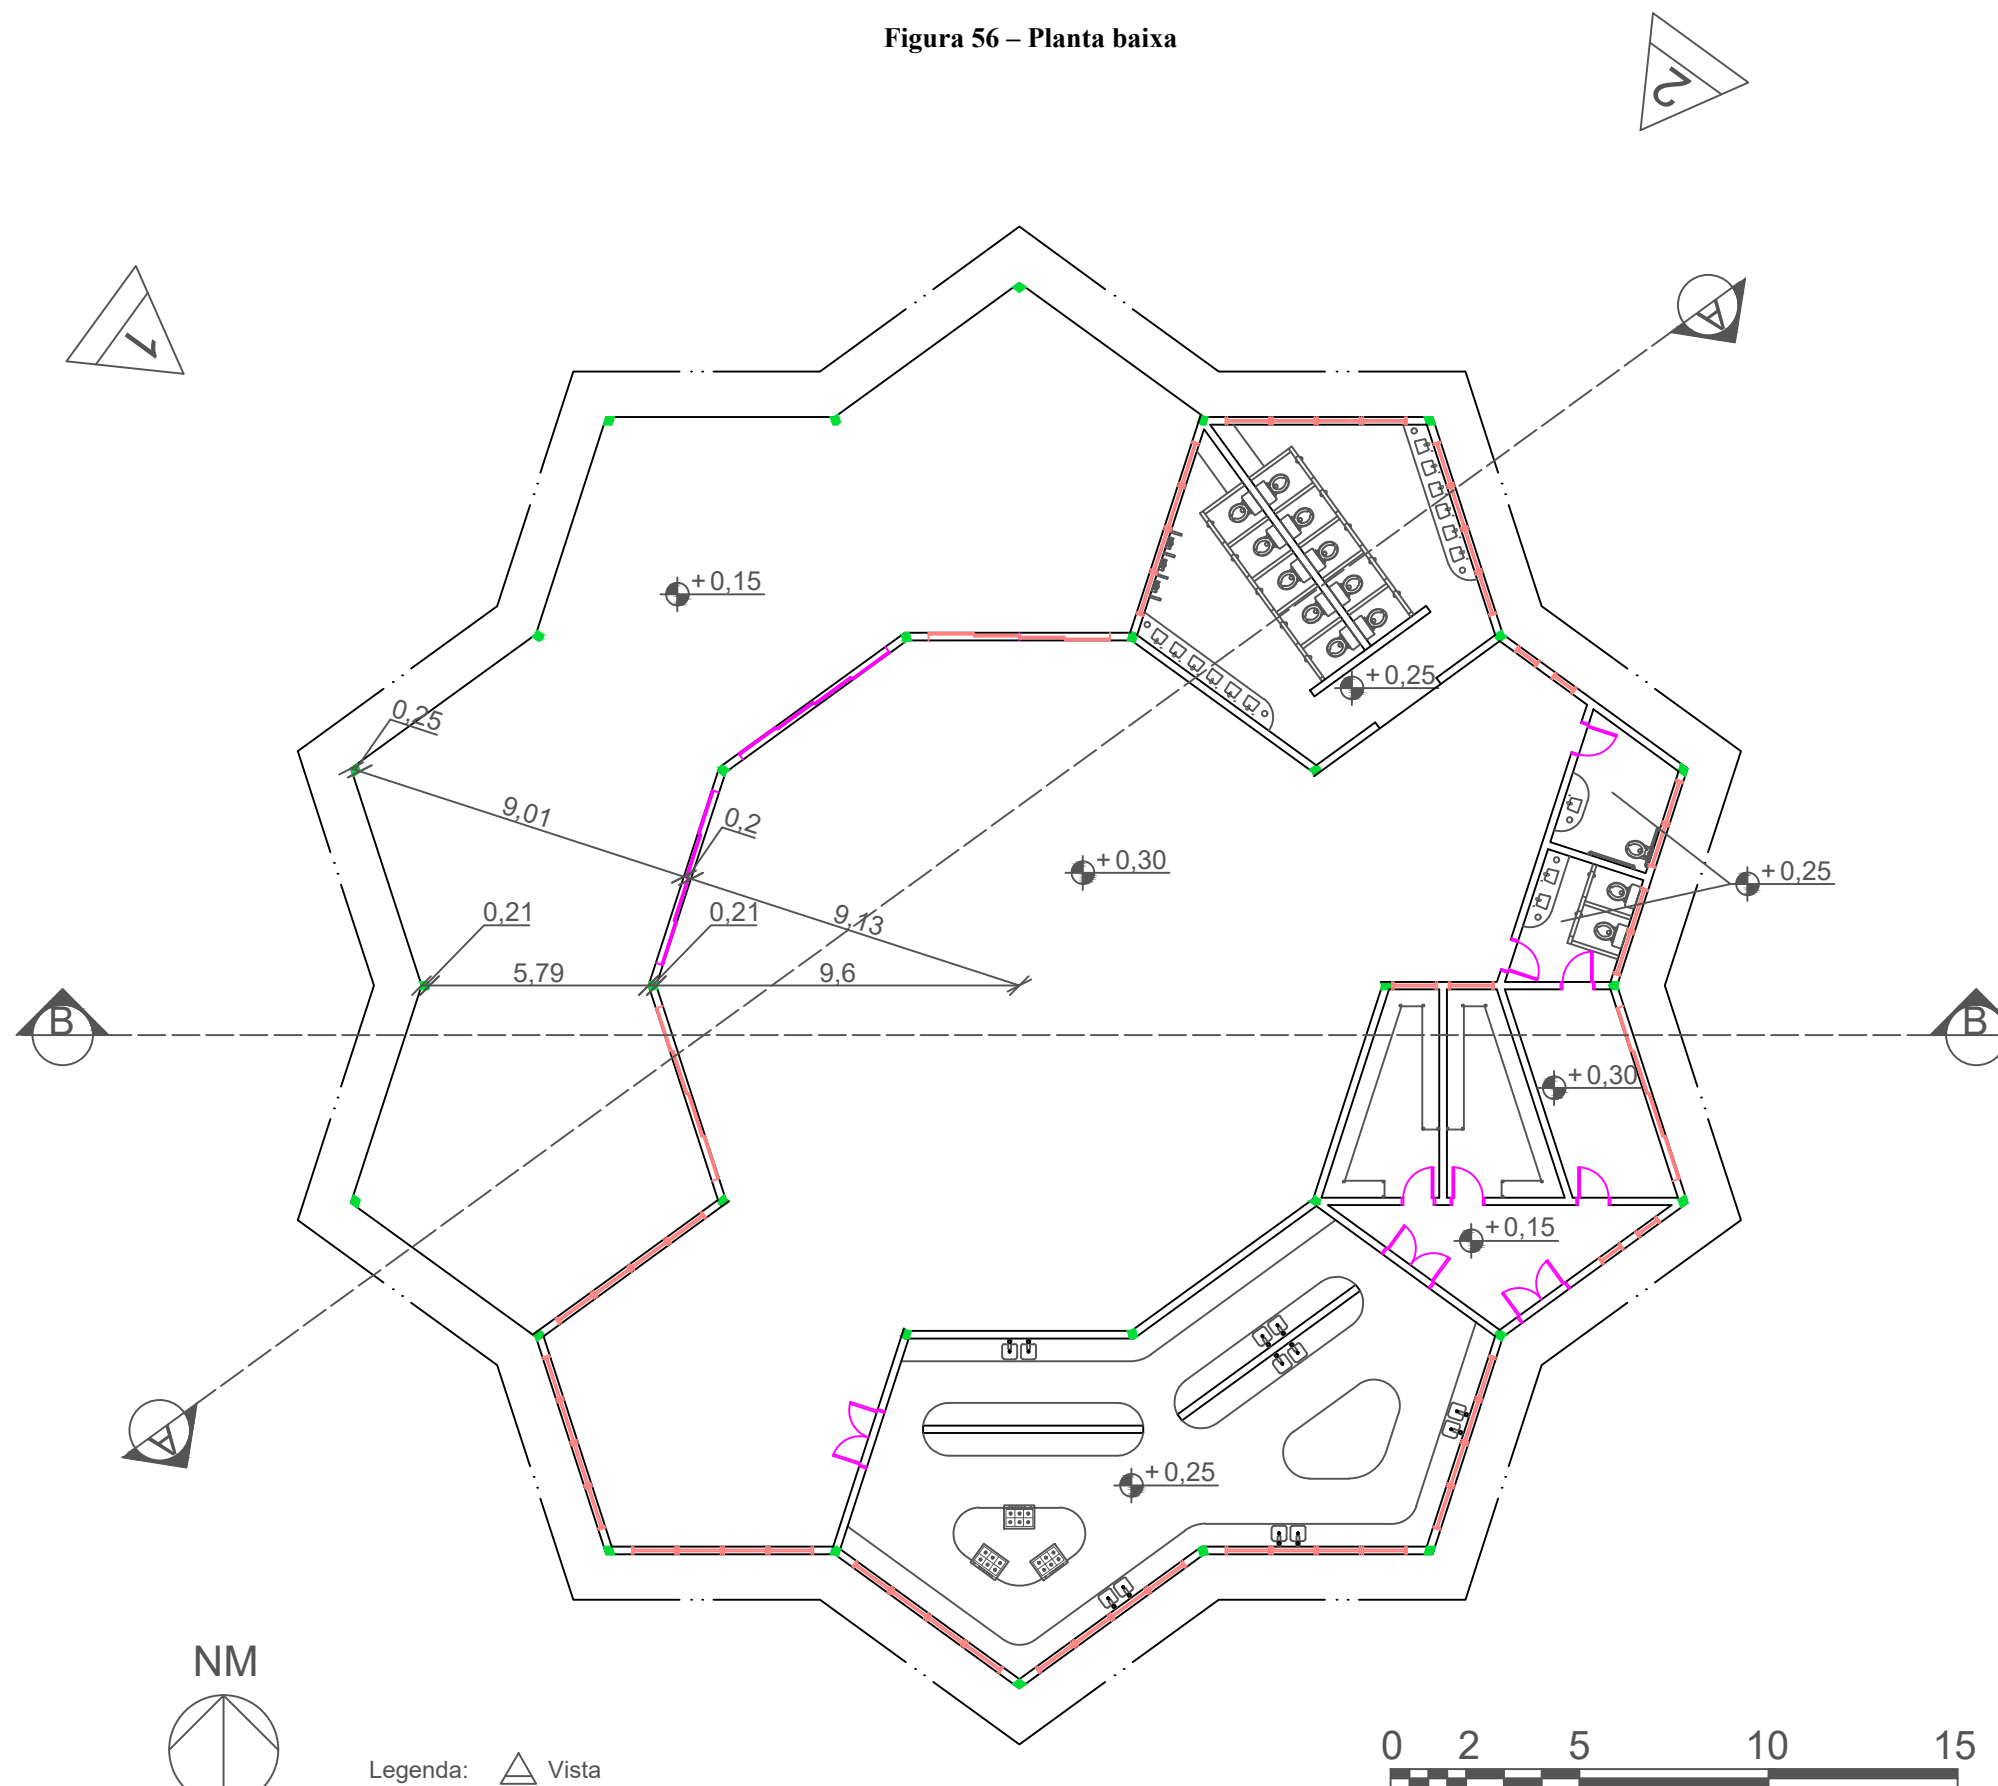 Figura 56 – Planta baixa
2
1
A
+0,15
+0,25
0,25
9,01
0,2
+0,30
+0,25
0,21
0,21
9,13
5,79
9,6
B
B
+0,30
+0,15
A
+0,25
NM
0 2 5 10 15
Legenda: Vista